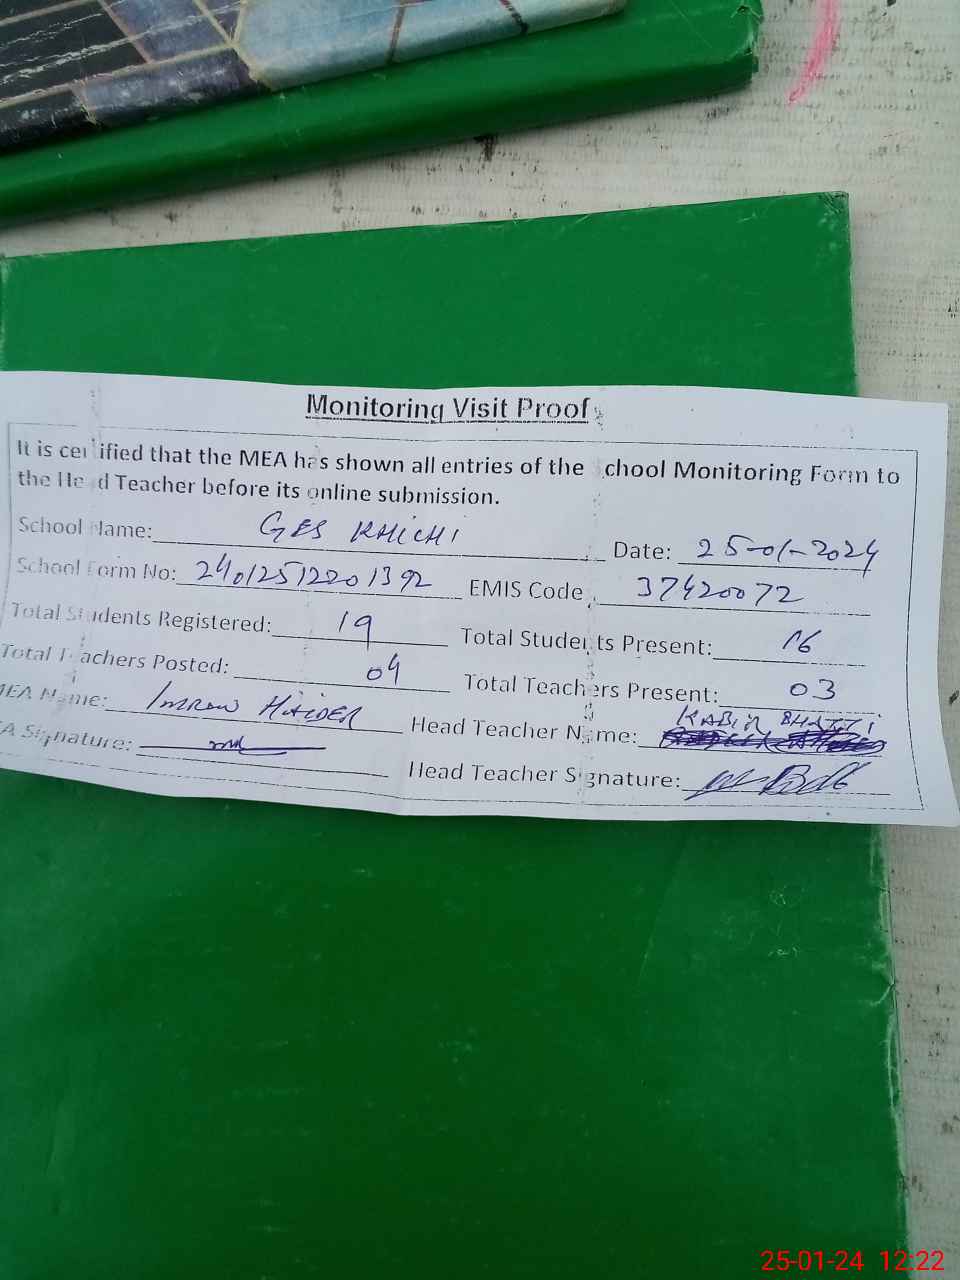 Monitoring Visit Proof
It is certified that the MEA has shown all entries of the School Monitoring Form to
the Head Teacher before its online submission.
School Name: GES KHICHI Date: 25-01-2024
School Form No: 24012512201392 EMIS Code 37420072
Total Students Registered: 19 Total Students Present: 16
Total Teachers Posted: 04 Total Teachers Present: 03
MEA Name: Imran HAIDER Head Teacher Name: KABIR BHATTI
MEA Signature: Head Teacher Signature:
25-01-24 12:22